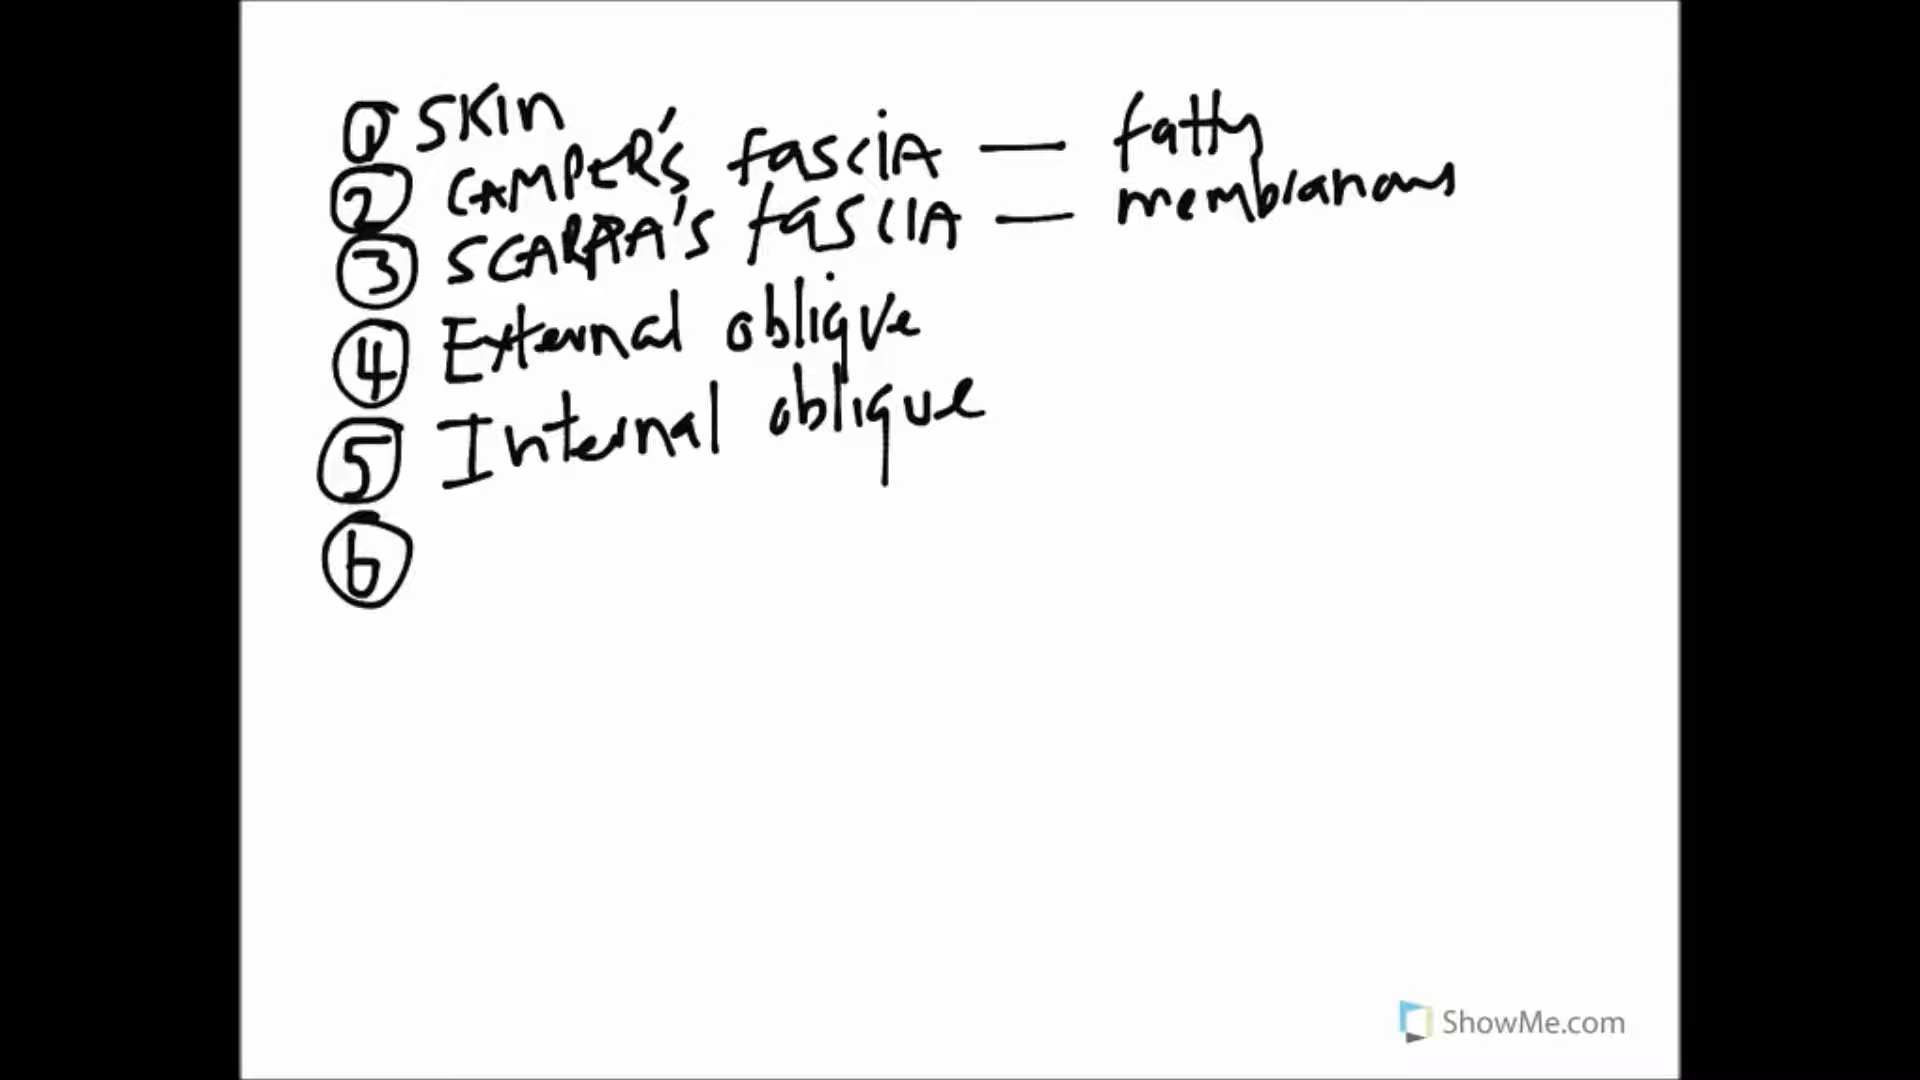 ① SKIN
② CAMPER'S fasciA — fatty
③ SCARPA'S fASCIA — membranous
④ External oblique
⑤ Internal oblique
⑥
ShowMe.com